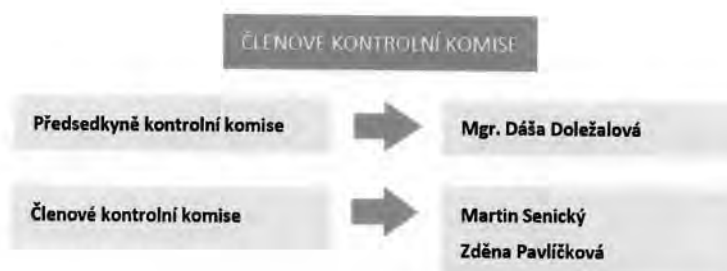 ČLENOVÉ KONTROLNÍ KOMISE
Předsedkyně kontrolní komise
Mgr. Dáša Doležalová
Členové kontrolní komise
Martin Senický
Zděna Pavlíčková